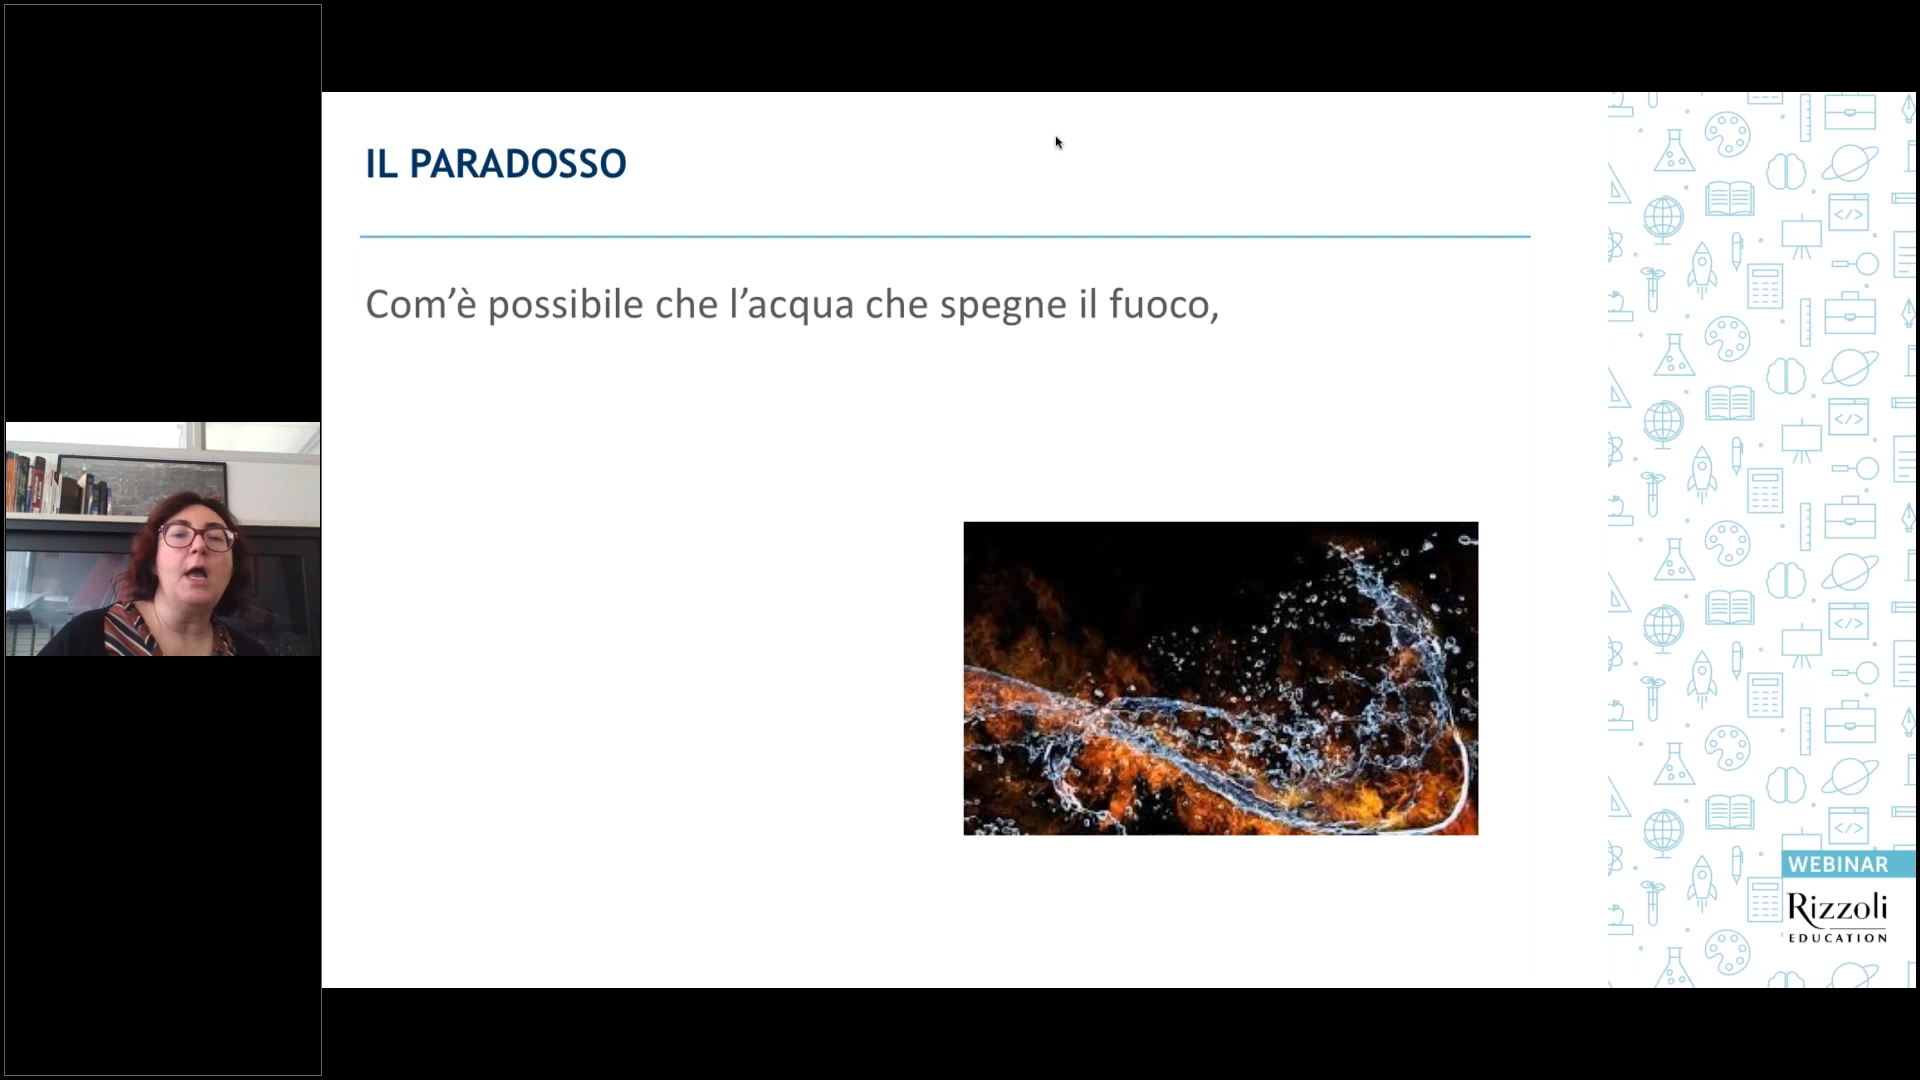 IL PARADOSSO
Com’è possibile che l’acqua che spegne il fuoco,
WEBINAR
Rizzoli
EDUCATION